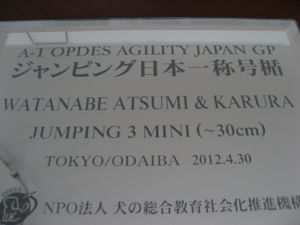 A-1 OPDES AGILITY JAPAN GP
ジャンピング日本一称号楯
WATANABE ATSUMI & KARURA
JUMPING 3 MINI (~30cm)
TOKYO/ODAIBA 2012.4.30
OPDES
NPO法人 犬の総合教育社会化推進機構